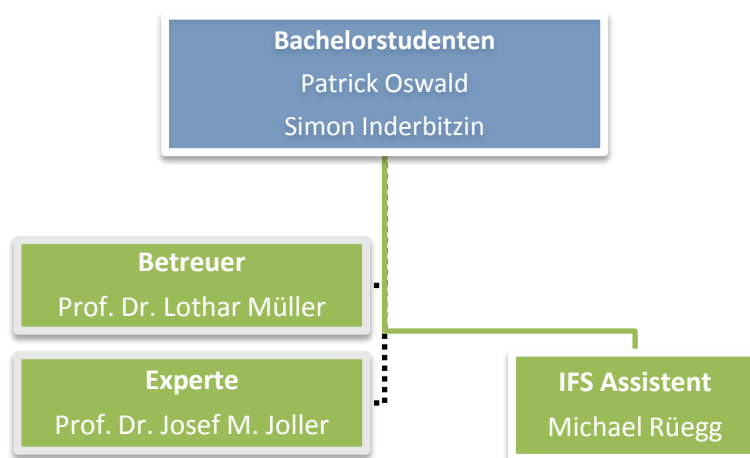 Bachelorstudenten
Patrick Oswald
Simon Inderbitzin
Betreuer
Prof. Dr. Lothar Müller
Experte
Prof. Dr. Josef M. Joller
IFS Assistent
Michael Rüegg